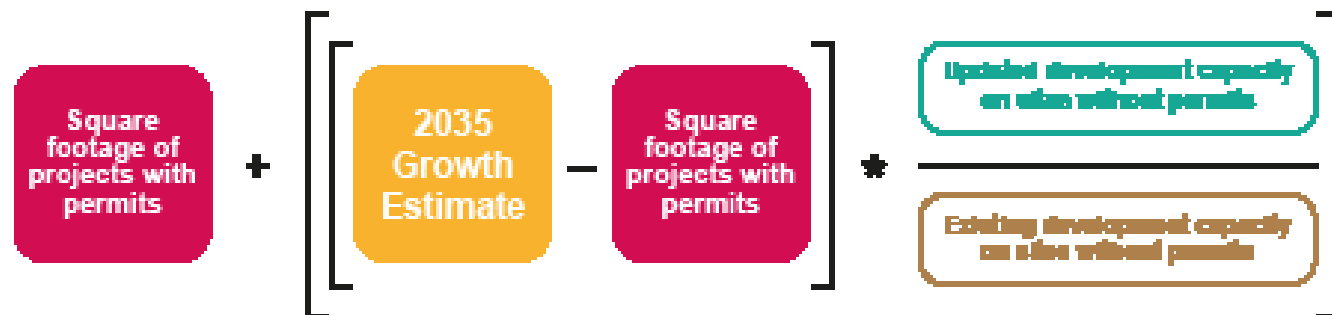 Square
footage of
projects with
permits
+
2035
Growth
Estimate
–
Square
footage of
projects with
permits
*
Updated development capacity
on sites without permits
Existing development capacity
on sites without permits